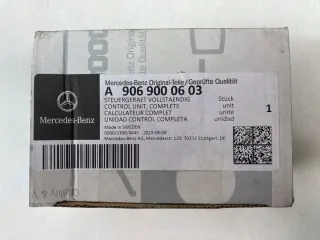 Mercedes-Benz Original-Teile/Geprüfte Qualität
A 906 900 06 03
STEUERGERAET VOLLSTAENDIG Stück
CONTROL UNIT, COMPLETE unit
CALCULATEUR COMPLET unité
UNIDAD CONTROL COMPLETA unidad
1
Made in SWEDEN
Mercedes-Benz AG, Mercedesstr. 120, 70372 Stuttgart, DE
Mercedes-Benz